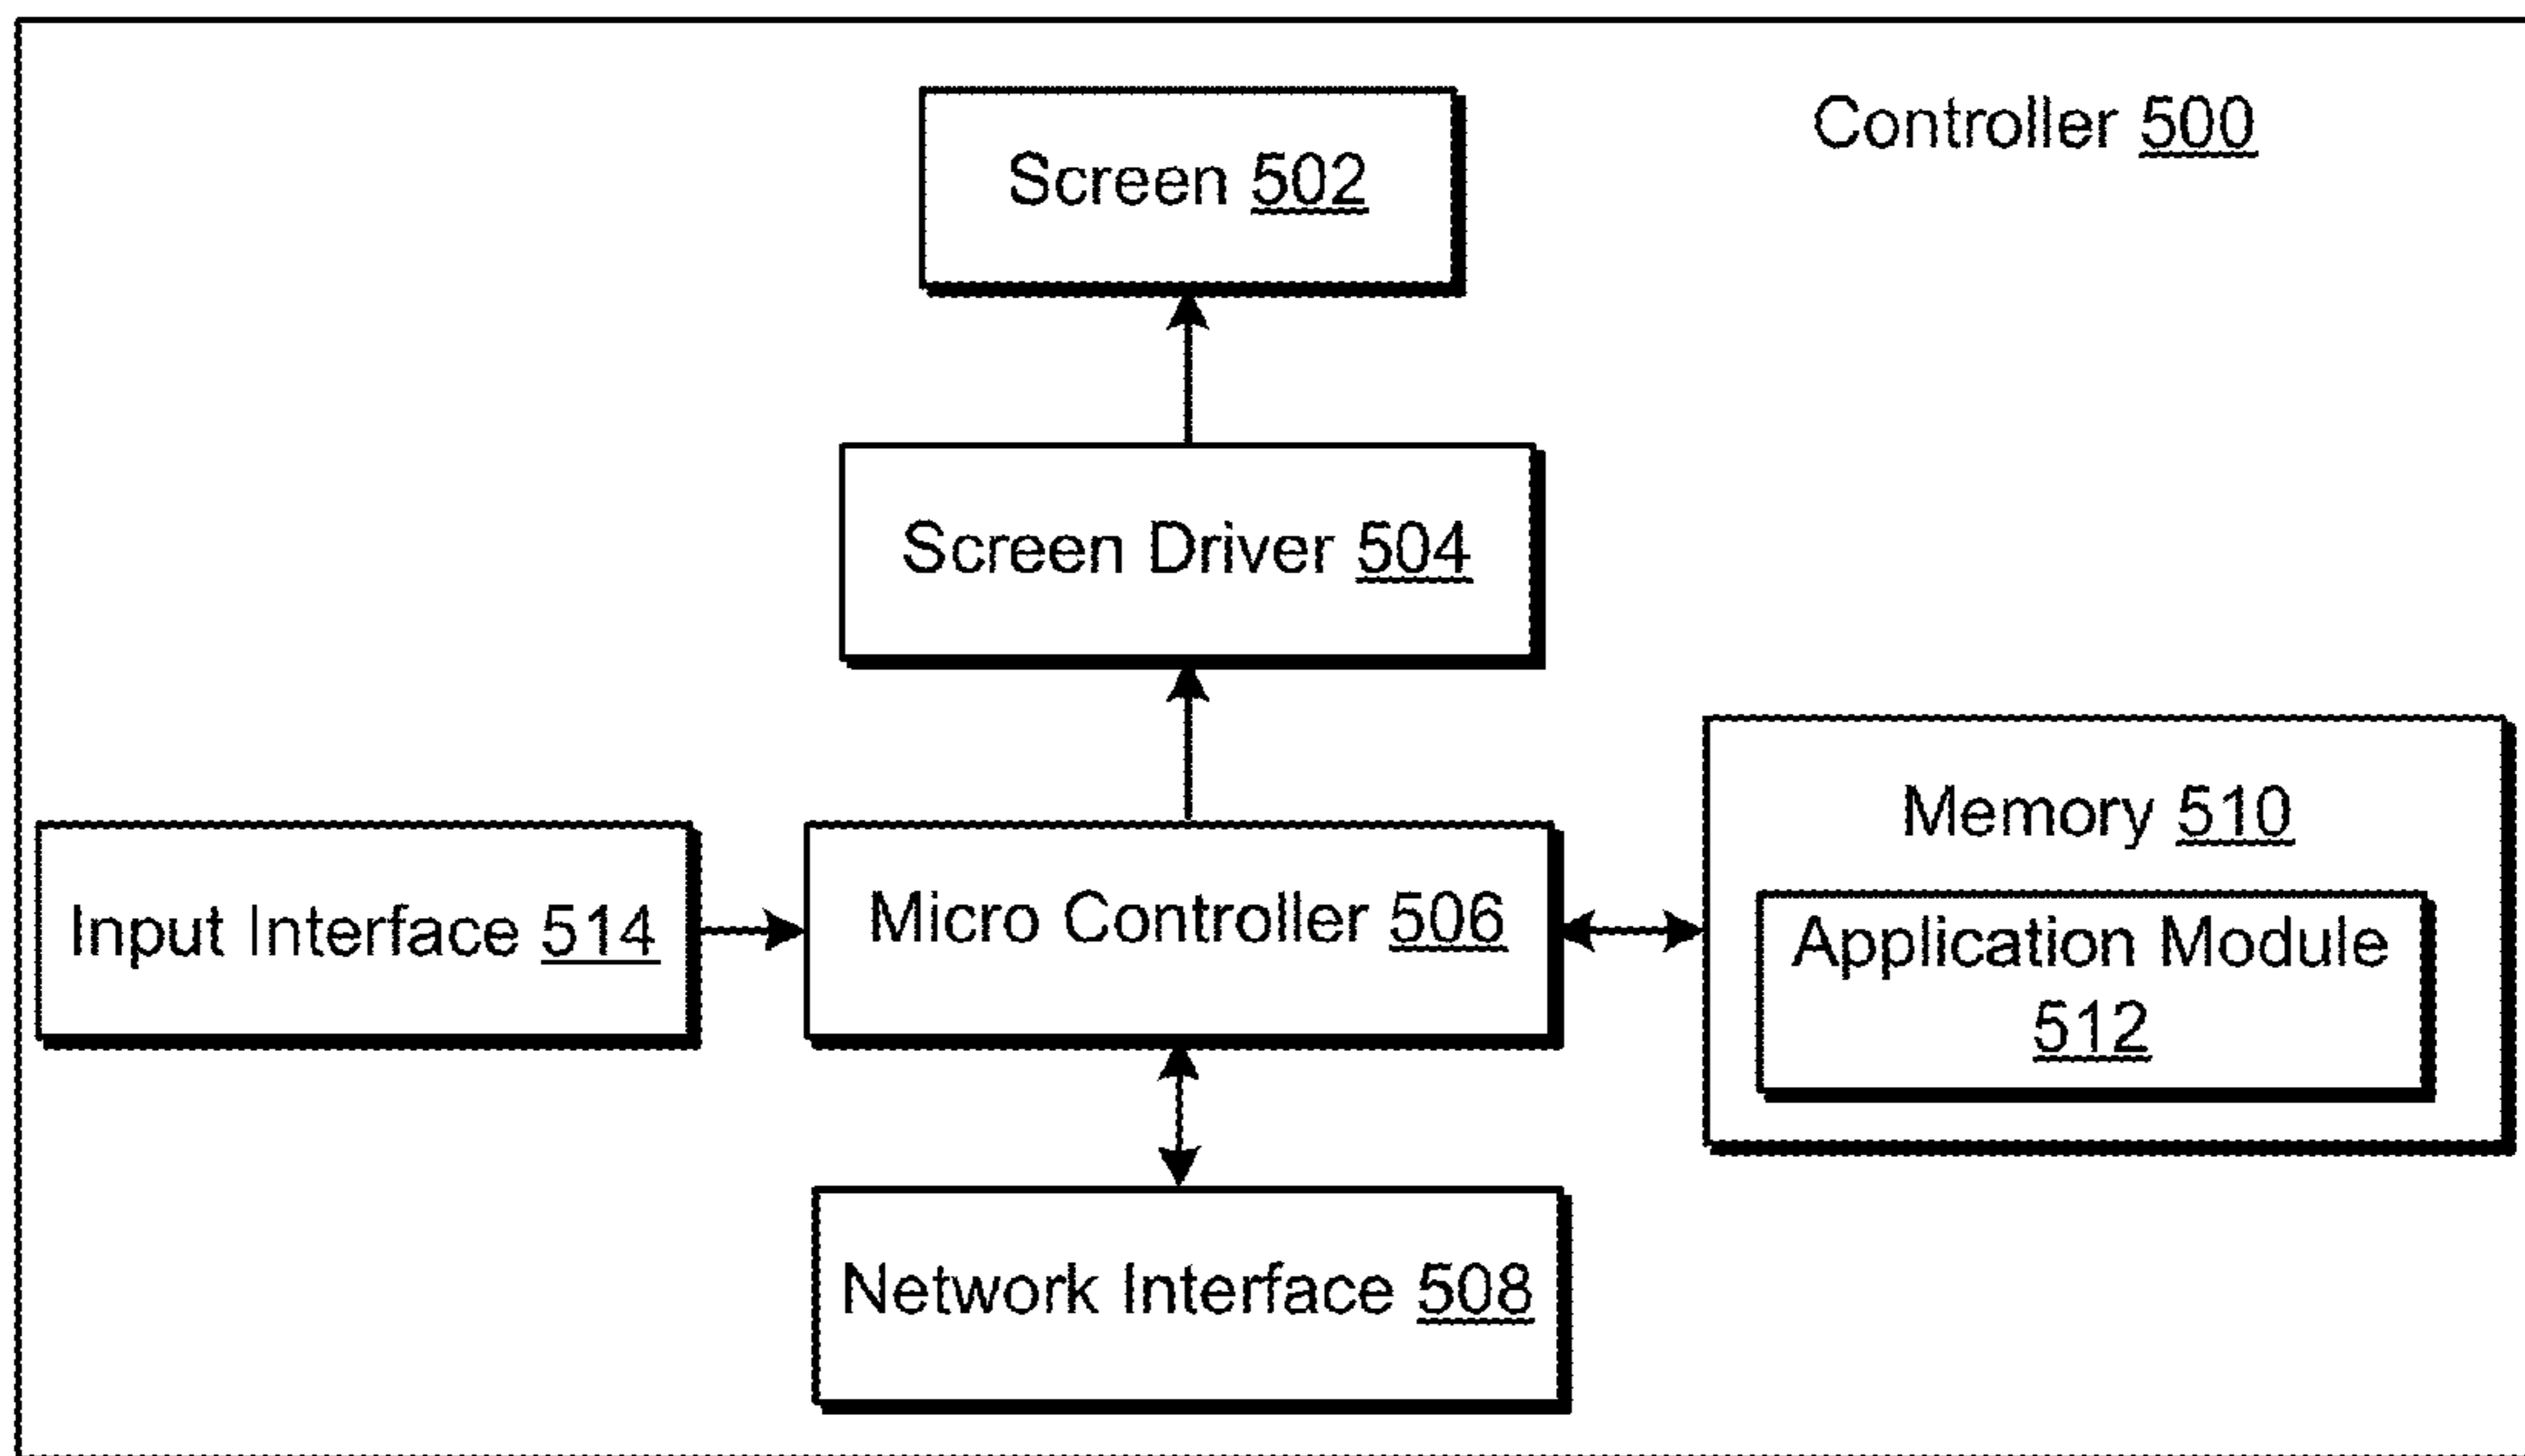 Controller 500
Screen 502
Screen Driver 504
Memory 510
Input Interface 514
Micro Controller 506
Application Module
512
Network Interface 508